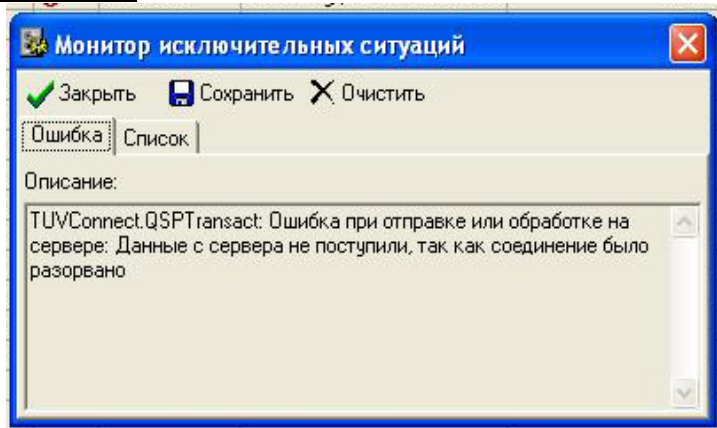 Монитор исключительных ситуаций
Закрыть Сохранить Очистить
Ошибка Список
Описание:
TUVConnect.QSPTransact: Ошибка при отправке или обработке на
сервере: Данные с сервера не поступили, так как соединение было
разорвано